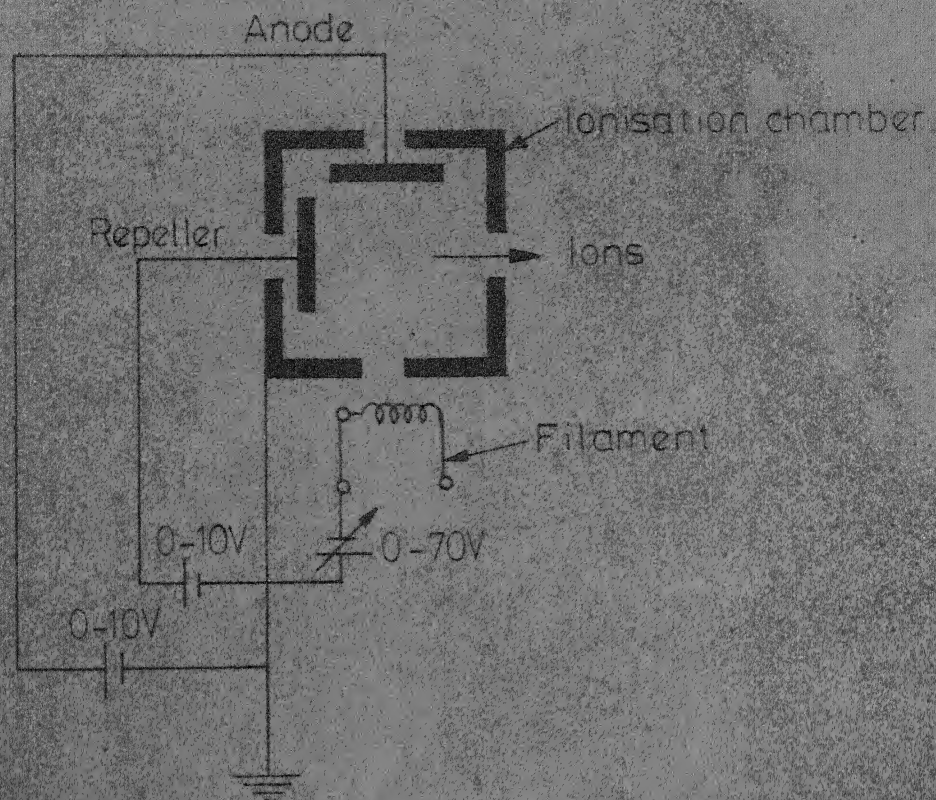 Anode
Ionisation chamber
Repeller
Ions
Filament
0-10V
0-70V
0-10V